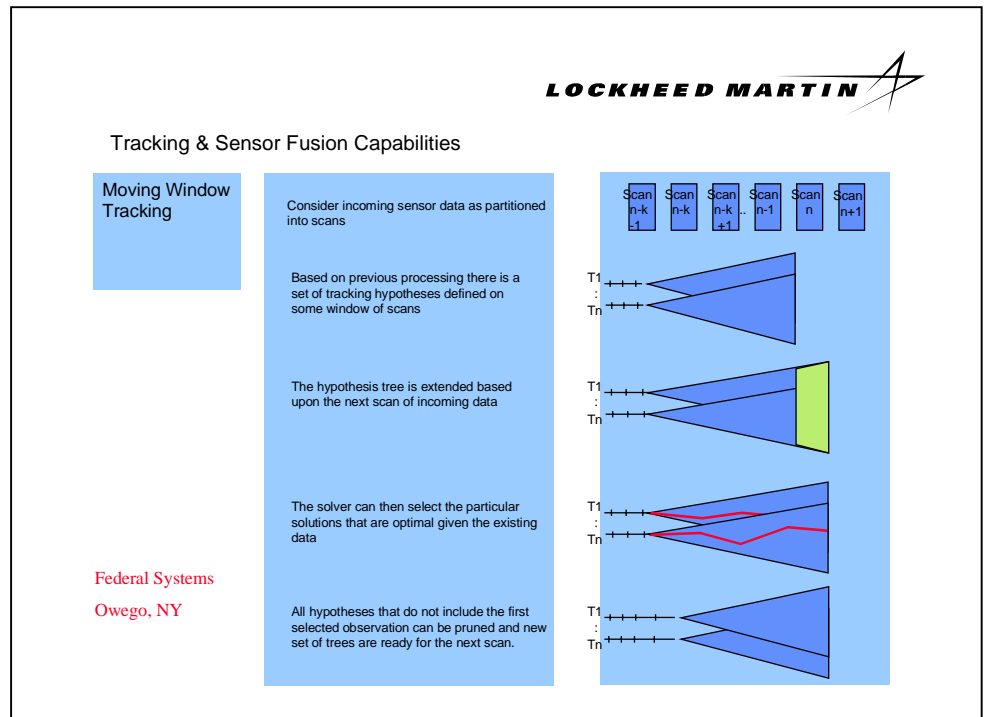 LOCKHEED MARTIN
Tracking & Sensor Fusion Capabilities
Moving Window
Tracking
Consider incoming sensor data as partitioned
into scans
Scan
n-k
-1
Scan
n-k
Scan
n-k
+1
..
Scan
n-1
Scan
n
Scan
n+1
Based on previous processing there is a
set of tracking hypotheses defined on
some window of scans
T1
:
Tn
The hypothesis tree is extended based
upon the next scan of incoming data
T1
:
Tn
The solver can then select the particular
solutions that are optimal given the existing
data
T1
:
Tn
Federal Systems
Owego, NY
All hypotheses that do not include the first
selected observation can be pruned and new
set of trees are ready for the next scan.
T1
:
Tn